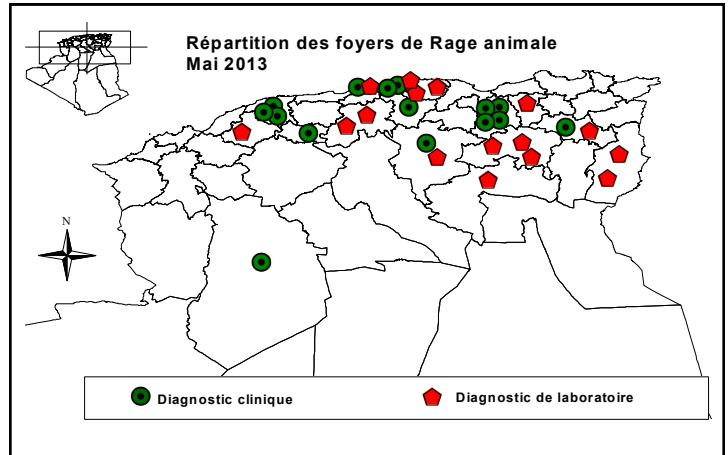 Répartition des foyers de Rage animale
Mai 2013
N
Diagnostic clinique
Diagnostic de laboratoire